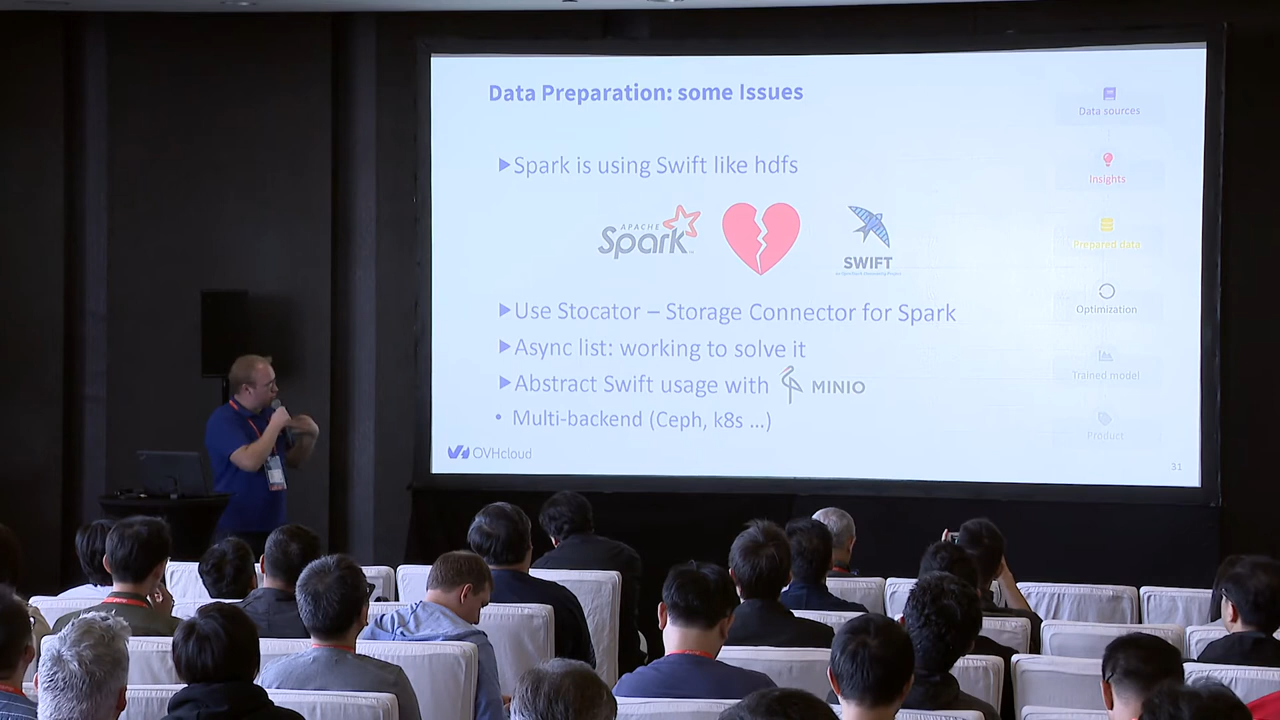 Data Preparation: some Issues
Spark is using Swift like hdfs
APACHE
Spark
SWIFT
Use Stocator – Storage Connector for Spark
Async list: working to solve it
Abstract Swift usage with MINIO
Multi-backend (Ceph, k8s ...)
OVHcloud
Data sources
Insights
Prepared data
Optimization
Trained model
Product
31